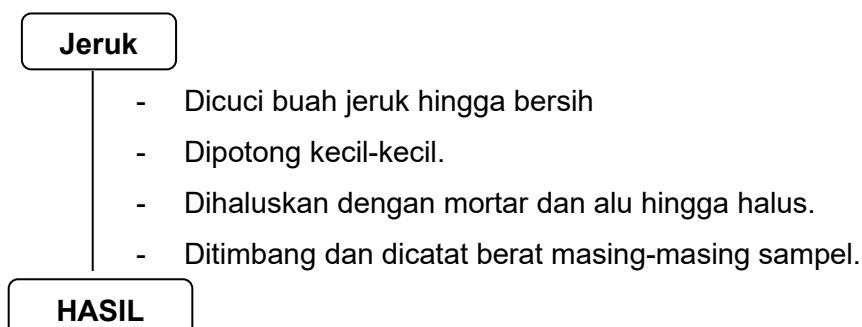 Jeruk
- Dicuci buah jeruk hingga bersih
- Dipotong kecil-kecil.
- Dihaluskan dengan mortar dan alu hingga halus.
- Ditimbang dan dicatat berat masing-masing sampel.
HASIL